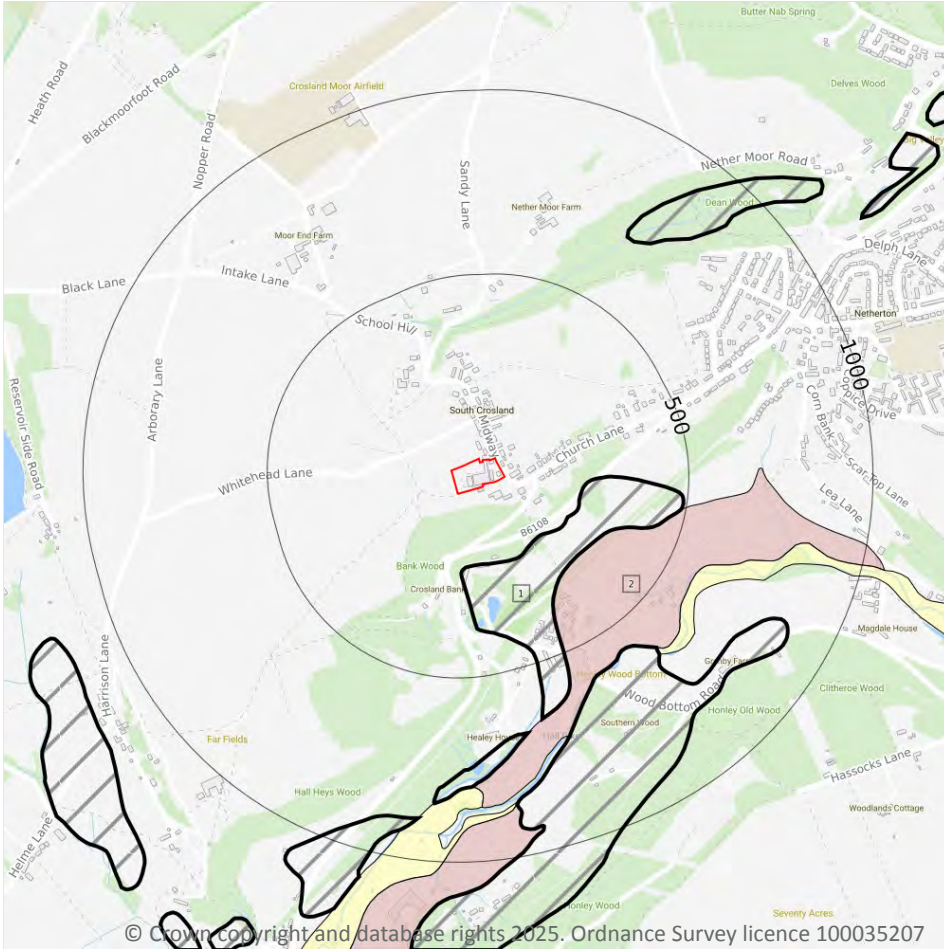 Butter Nab Spring
Heath Road
Blackmoorfoot Road
Crosland Moor Airfield
Delves Wood
Nopper Road
Sandy Lane
Nether Moor Road
Dean Wood
Nether Moor Farm
Moor End Farm
Delph Lane
Intake Lane
Black Lane
School Hill
Netherton
1000
Arborary Lane
Reservoir Side Road
South Crosland
Midway
500
Corn Bank
Drive
Church Lane
Scar Top Lane
Whitehead Lane
Lea Lane
B6108
Bank Wood
Crosland Bank
1
2
Magdale House
Harrison Lane
Wood Bottom
Clitheroe Wood
Wood Bottom Road
Honley Old Wood
Southern Wood
Far Fields
Healey House
Hassocks Lane
Hall Heys Wood
Woodlands Cottage
Helme Lane
Honley Wood
Seventy Acres
© Crown copyright and database rights 2025. Ordnance Survey licence 100035207